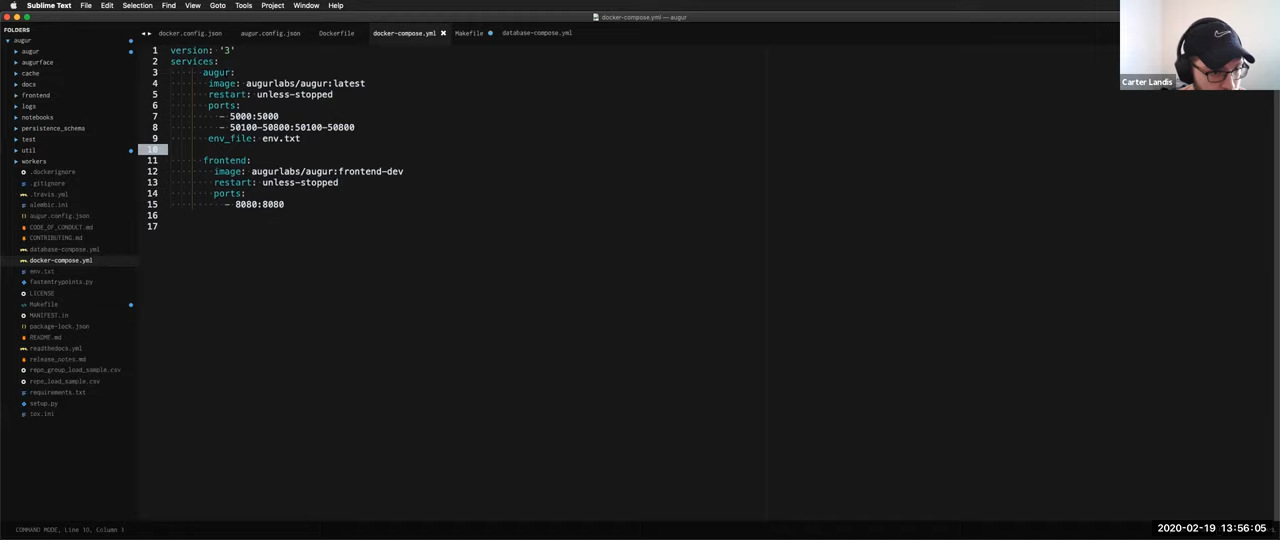 Sublime Text File Edit Selection Find View Goto Tools Project Window Help
docker-compose.yml — augur
FOLDERS
augur
augur
augurface
cache
docs
frontend
logs
notebooks
persistence_schema
test
util
workers
.dockerignore
.gitignore
.travis.yml
alembic.ini
augur.config.json
CODE_OF_CONDUCT.md
CONTRIBUTING.md
database-compose.yml
docker-compose.yml
env.txt
fastentrypoints.py
LICENSE
Makefile
MANIFEST.in
package-lock.json
README.md
readthedocs.yml
release_notes.md
repo_group_load_sample.csv
repo_load_sample.csv
requirements.txt
setup.py
tox.ini
docker.config.json augur.config.json Dockerfile docker-compose.yml Makefile database-compose.yml
1 version: '3'
2 services:
3 augur:
4 image: augurlabs/augur:latest
5 restart: unless-stopped
6 ports:
7 - 5000:5000
8 - 50100-50800:50100-50800
9 env_file: env.txt
10
11 frontend:
12 image: augurlabs/augur:frontend-dev
13 restart: unless-stopped
14 ports:
15 - 8080:8080
16
17
Carter Landis
COMMAND MODE, Line 10, Column 1
2020-02-19 13:56:05